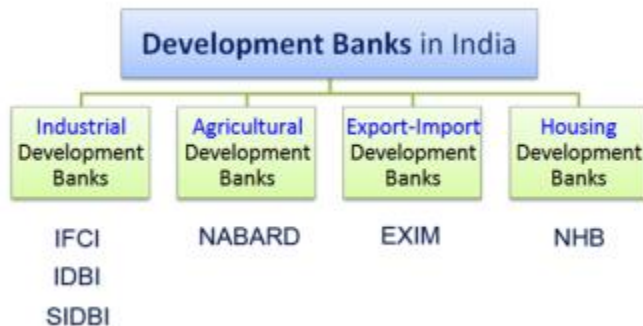 Development Banks in India
Industrial
Development
Banks
Agricultural
Development
Banks
Export-Import
Development
Banks
Housing
Development
Banks
IFCI
IDBI
SIDBI
NABARD
EXIM
NHB